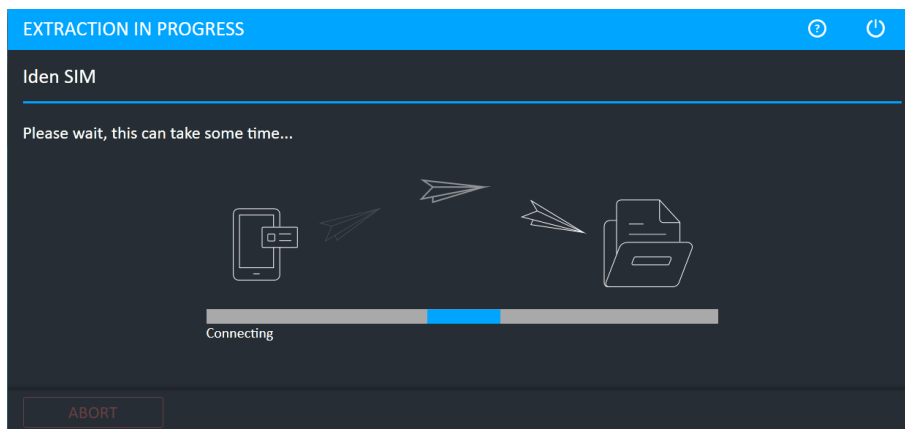 EXTRACTION IN PROGRESS
Iden SIM
Please wait, this can take some time...
Connecting
ABORT